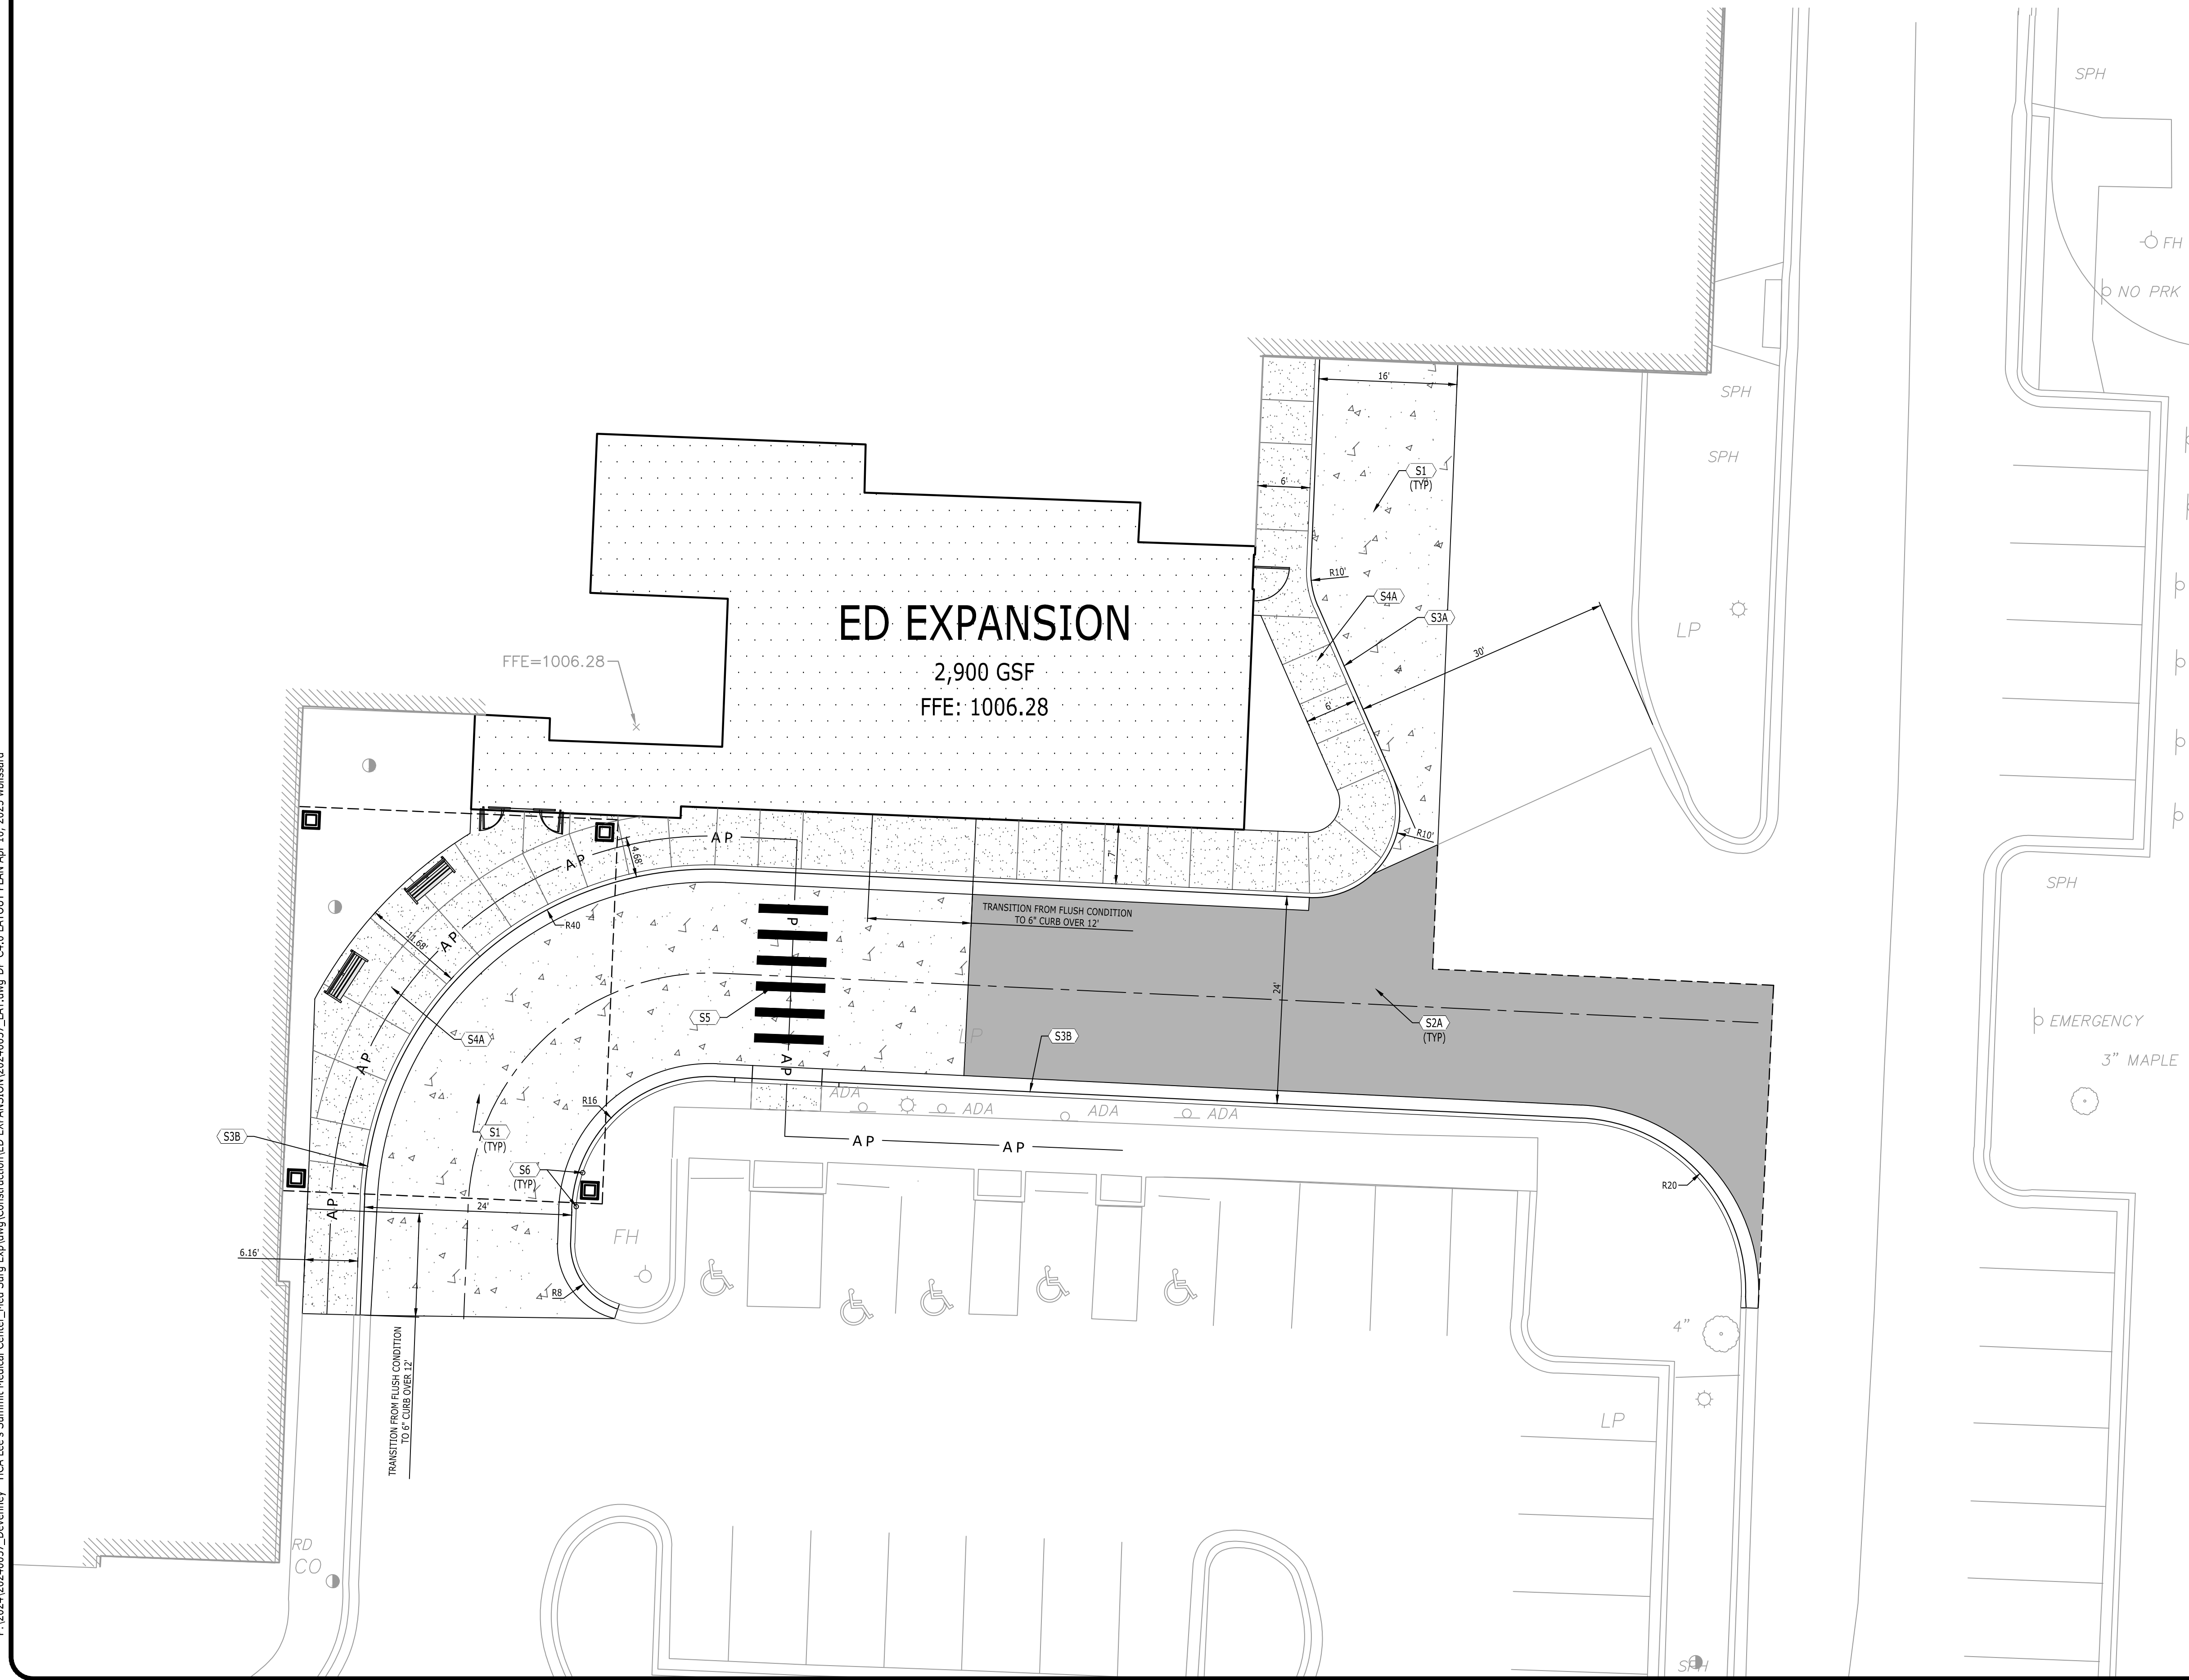 SPH
FH
NO PRK
SPH
SPH
LP
16'
S1
(TYP)
6'
R10'
S4A
S3A
30'
6'
R10'
ED EXPANSION
2,900 GSF
FFE: 1006.28
FFE=1006.28
AP
AP
4.68'
7'
AP
11.68'
R40
TRANSITION FROM FLUSH CONDITION
TO 6" CURB OVER 12'
SPH
AP
S5
LP
S3B
24'
S2A
(TYP)
EMERGENCY
3" MAPLE
S4A
AP
AP
R16
ADA
ADA
ADA
ADA
S3B
S1
(TYP)
AP
AP
S6
(TYP)
R20
AP
24'
FH
6.16'
R8
TRANSITION FROM FLUSH CONDITION
TO 6" CURB OVER 12'
4"
LP
RD
CO
SPH